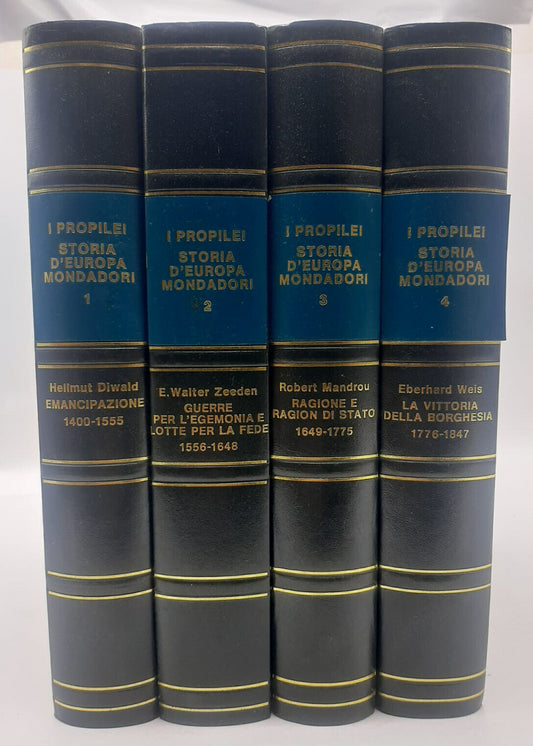 I PROPILEI
STORIA
D'EUROPA
MONDADORI
1
Hellmut Diwald
EMANCIPAZIONE
1400-1555
I PROPILEI
STORIA
D'EUROPA
MONDADORI
2
E. Walter Zeeden
GUERRE
PER L'EGEMONIA E
LOTTE PER LA FEDE
1556-1648
I PROPILEI
STORIA
D'EUROPA
MONDADORI
3
Robert Mandrou
RAGIONE E
RAGION DI STATO
1649-1775
I PROPILEI
STORIA
D'EUROPA
MONDADORI
4
Eberhard Weis
LA VITTORIA
DELLA BORGHESIA
1776-1847